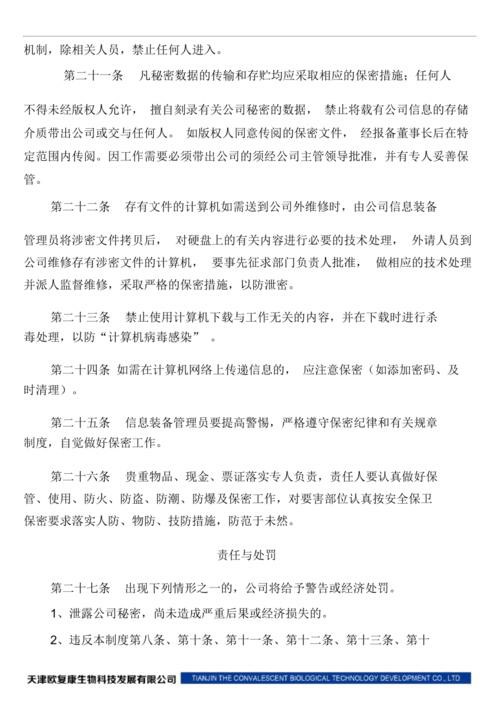 机制，除相关人员，禁止任何人进入。
第二十一条 凡秘密数据的传输和存贮均应采取相应的保密措施；任何人
不得未经版权人允许， 擅自刻录有关公司秘密的数据， 禁止将载有公司信息的存储
介质带出公司或交与任何人。 如版权人同意传阅的保密文件， 经报备董事长后在特
定范围内传阅。因工作需要必须带出公司的须经公司主管领导批准，并有专人妥善保
管。
第二十二条 存有文件的计算机如需送到公司外维修时，由公司信息装备
管理员将涉密文件拷贝后， 对硬盘上的有关内容进行必要的技术处理， 外请人员到
公司维修存有涉密文件的计算机， 要事先征求部门负责人批准， 做相应的技术处理
并派人监督维修，采取严格的保密措施，以防泄密。
第二十三条 禁止使用计算机下载与工作无关的内容，并在下载时进行杀
毒处理，以防“计算机病毒感染” 。
第二十四条 如需在计算机网络上传递信息的， 应注意保密（如添加密码、及
时清理）。
第二十五条 信息装备管理员要提高警惕，严格遵守保密纪律和有关规章
制度，自觉做好保密工作。
第二十六条 贵重物品、现金、票证落实专人负责，责任人要认真做好保
管、使用、防火、防盗、防潮、防爆及保密工作，对要害部位认真按安全保卫
保密要求落实人防、物防、技防措施，防范于未然。
责任与处罚
第二十七条 出现下列情形之一的，公司将给予警告或经济处罚。
1、泄露公司秘密，尚未造成严重后果或经济损失的。
2、违反本制度第八条、第十条、第十一条、第十二条、第十三条、第十
天津欧复康生物科技发展有限公司 TIANJIN THE CONVALESCENT BIOLOGICAL TECHNOLOGY DEVELOPMENT CO., LTD